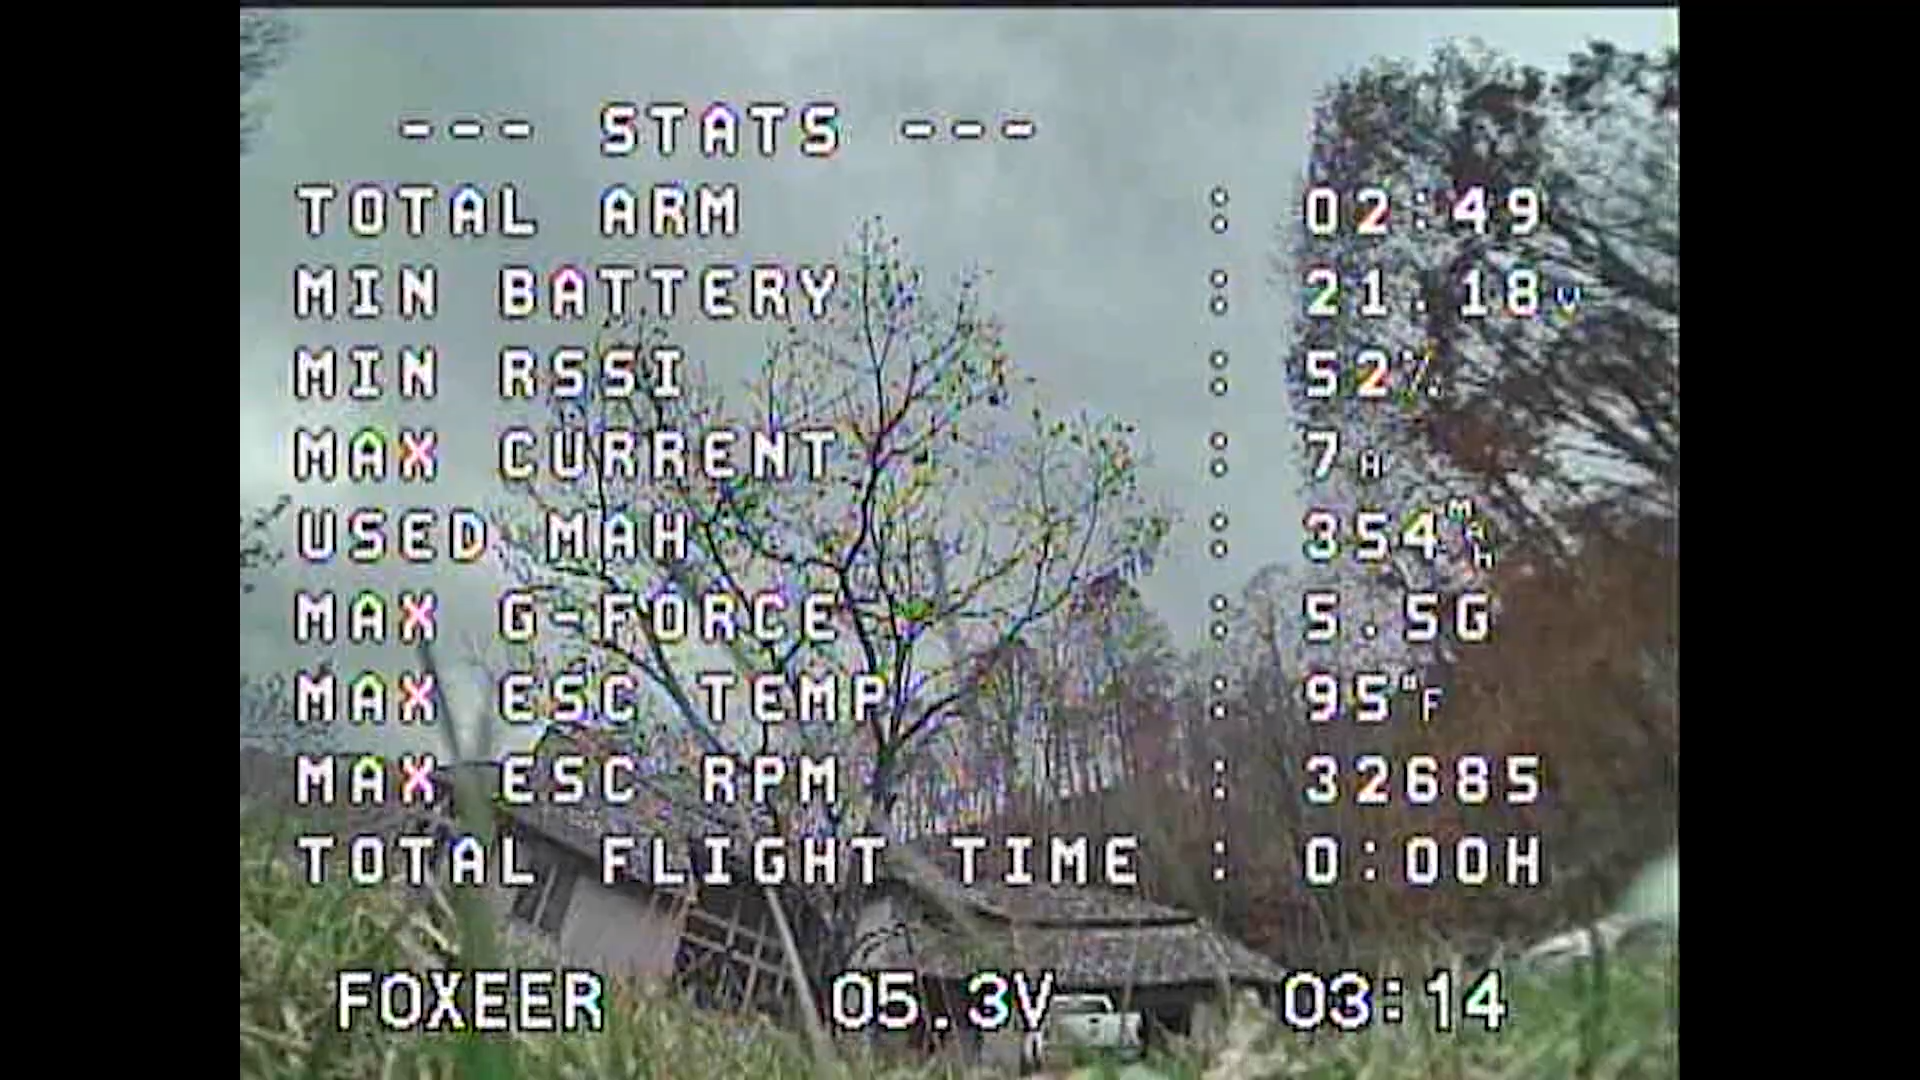 --- STATS ---
TOTAL ARM : 02:49
MIN BATTERY : 21.18V
MIN RSSI : 52%
MAX CURRENT : 7A
USED MAH : 354mAH
MAX G-FORCE : 5.5G
MAX ESC TEMP : 95°F
MAX ESC RPM : 32685
TOTAL FLIGHT TIME : 0:00H
FOXEER 05.3V 03:14